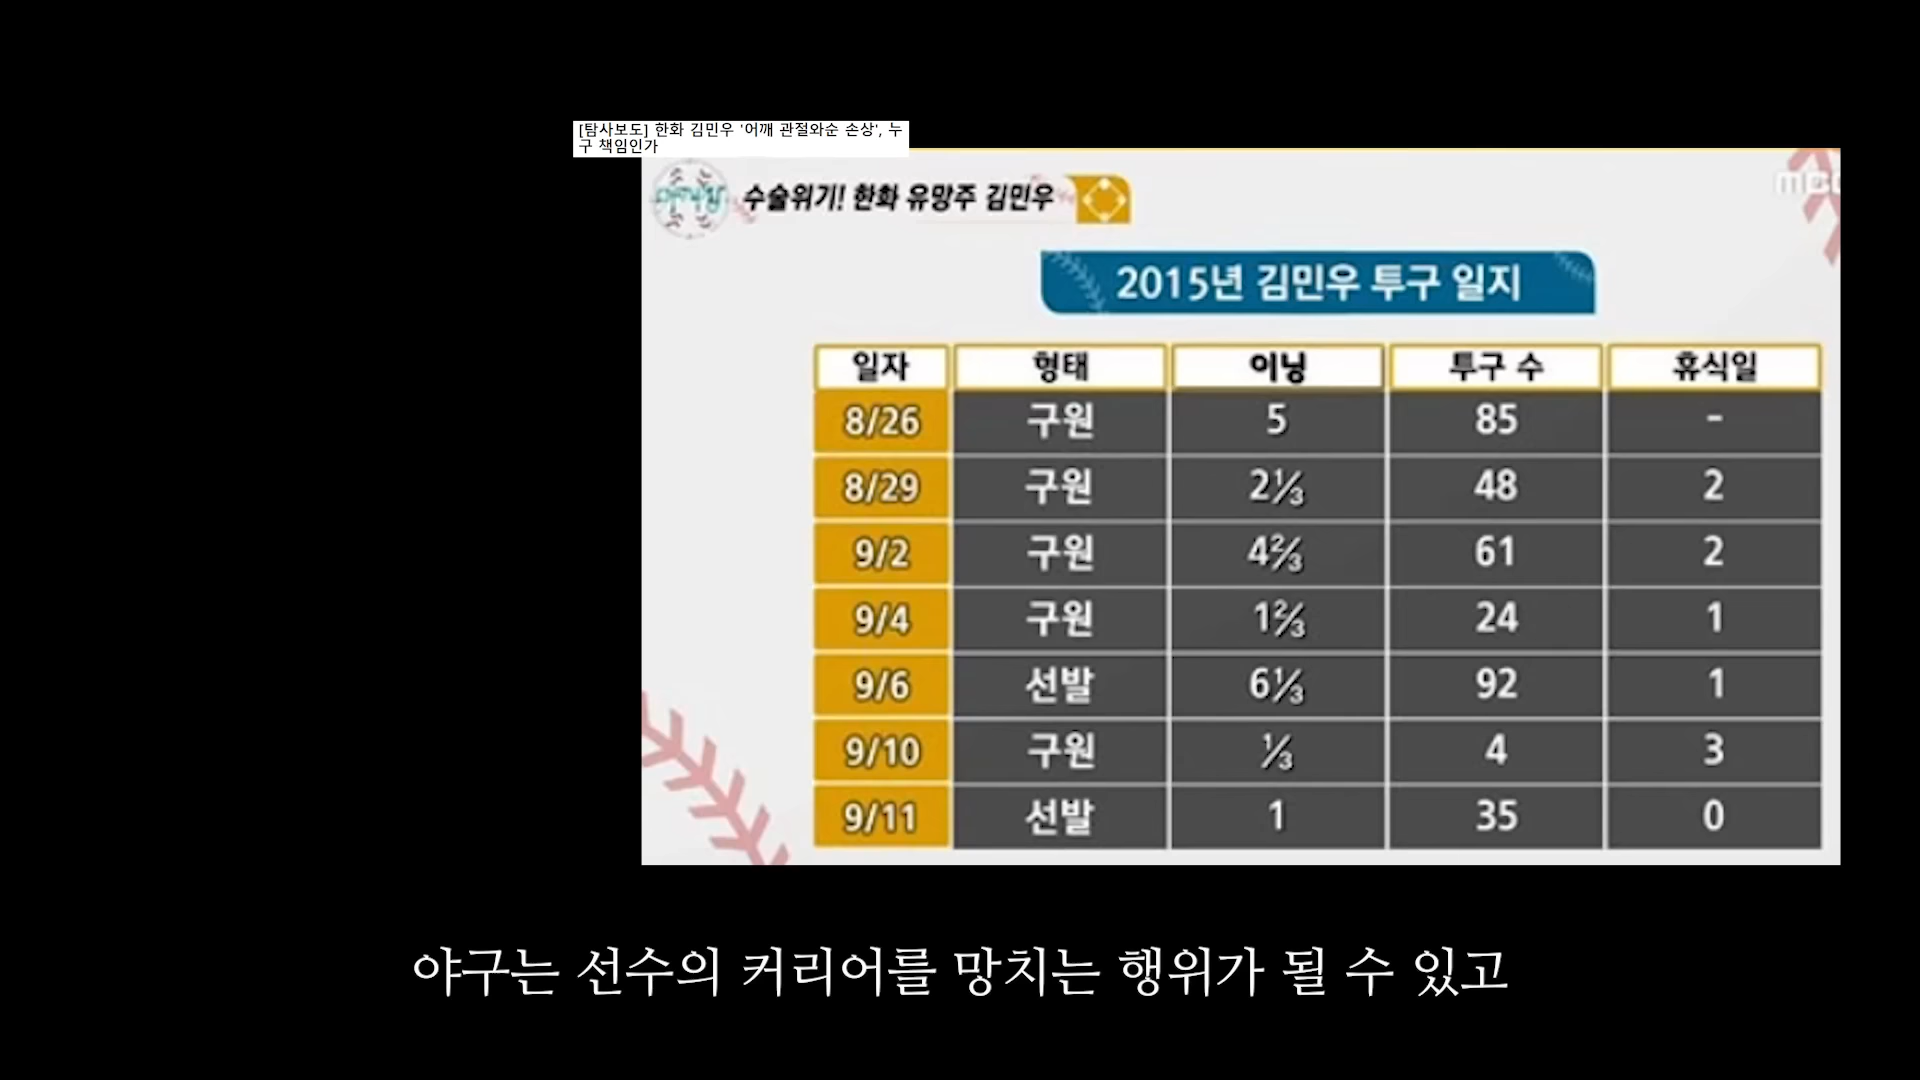 [탐사보도] 한화 김민우 '어깨 관절와순 손상', 누
구 책임인가
수술위기! 한화 유망주 김민우
2015년 김민우 투구 일지
일자 형태 이닝 투구 수 휴식일
8/26 구원 5 85 -
8/29 구원 2⅓ 48 2
9/2 구원 4⅔ 61 2
9/4 구원 1⅔ 24 1
9/6 선발 6⅓ 92 1
9/10 구원 ⅓ 4 3
9/11 선발 1 35 0
야구는 선수의 커리어를 망치는 행위가 될 수 있고